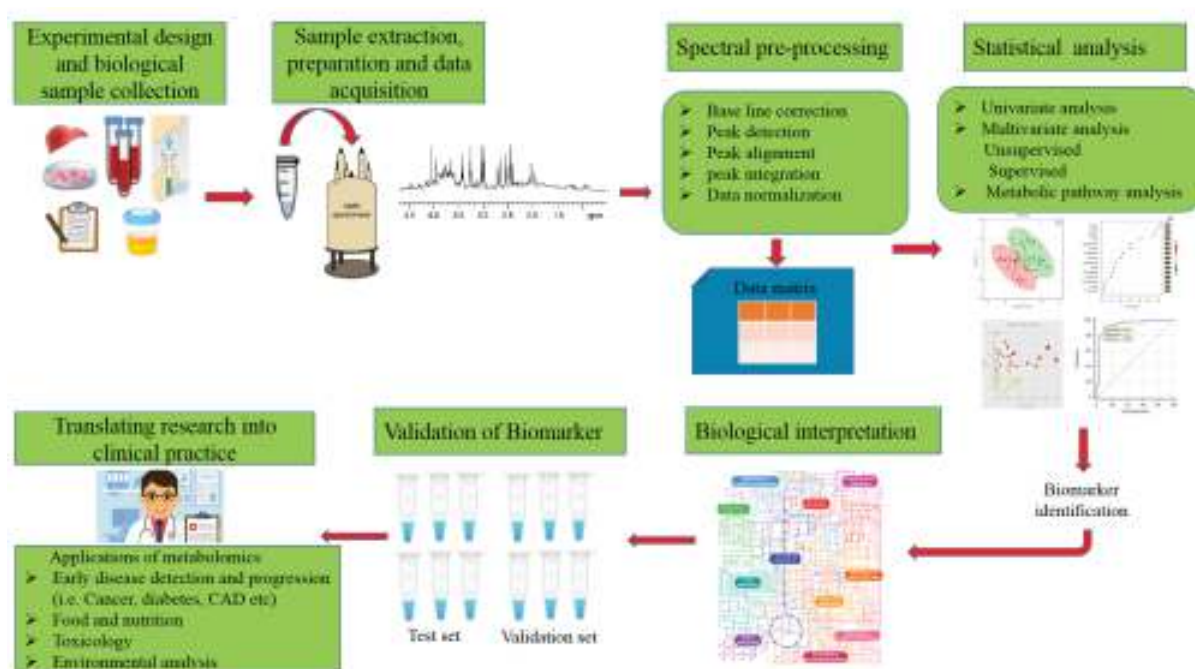 Experimental design
and biological
sample collection
Sample extraction,
preparation and data
acquisition
Spectral pre-processing
Statistical analysis
➤ Base line correction
➤ Peak detection
➤ Peak alignment
➤ peak integration
➤ Data normalization
➤ Univariate analysis
➤ Multivariate analysis
Unsupervised
Supervised
➤ Metabolic pathway analysis
Data matrix
Biomarker
identification
Biological interpretation
Validation of Biomarker
Test set
Validation set
Translating research into
clinical practice
Applications of metabolomics
➤ Early disease detection and progression
(i.e. Cancer, diabetes, CAD etc)
➤ Food and nutrition
➤ Toxicology
➤ Environmental analysis